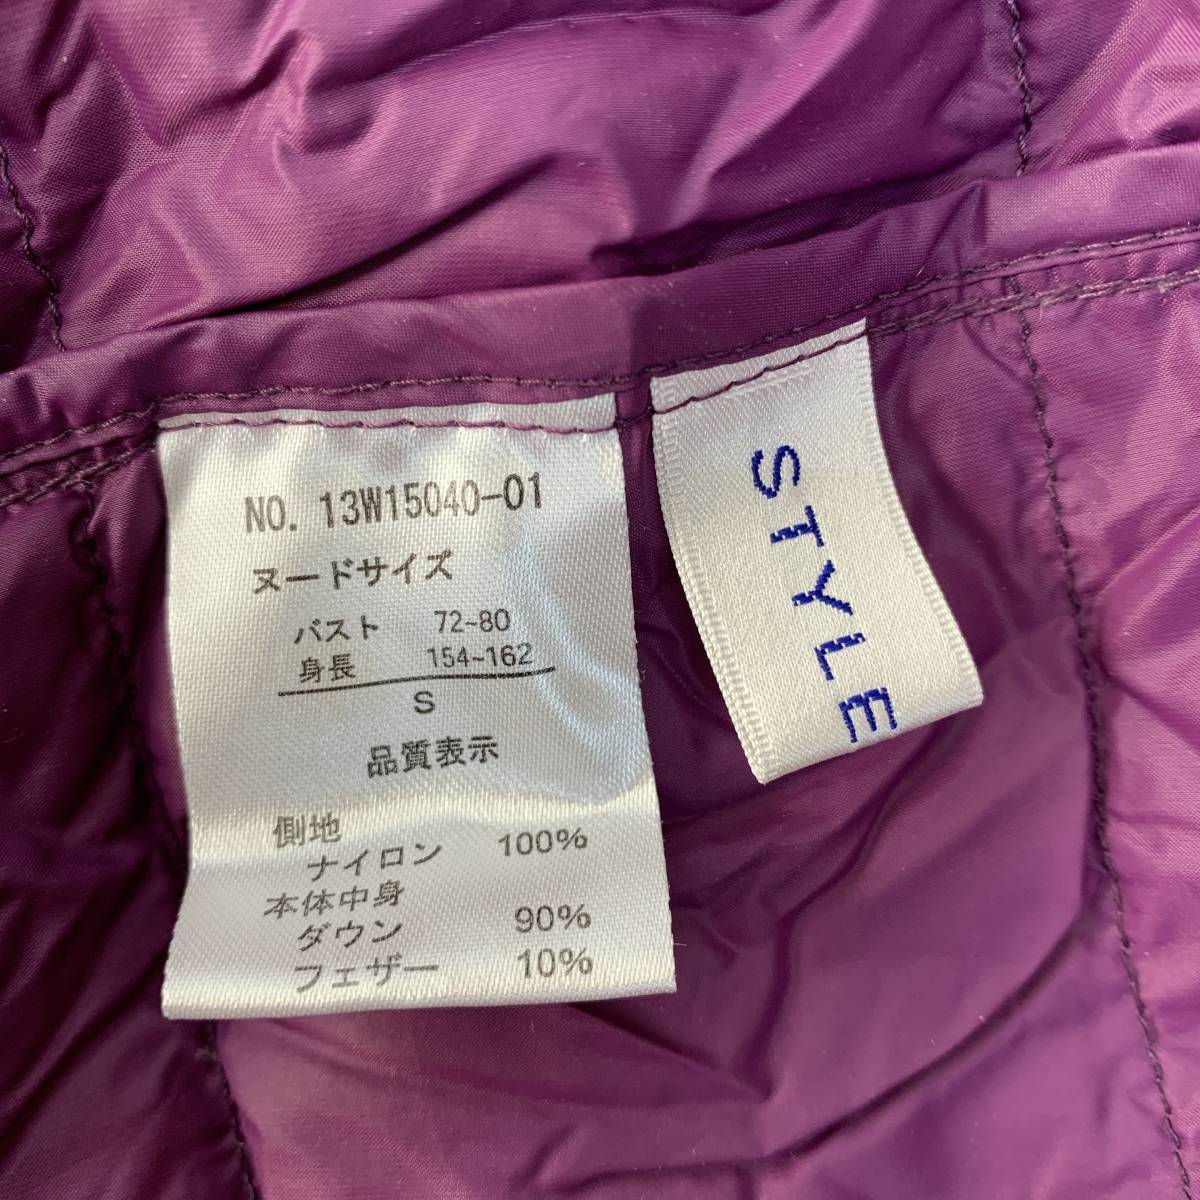 NO. 13W15040-01
ヌードサイズ
バスト 72~80
身長 154~162
S
品質表示
側地
ナイロン 100%
本体中身
ダウン 90%
フェザー 10%
STYLE